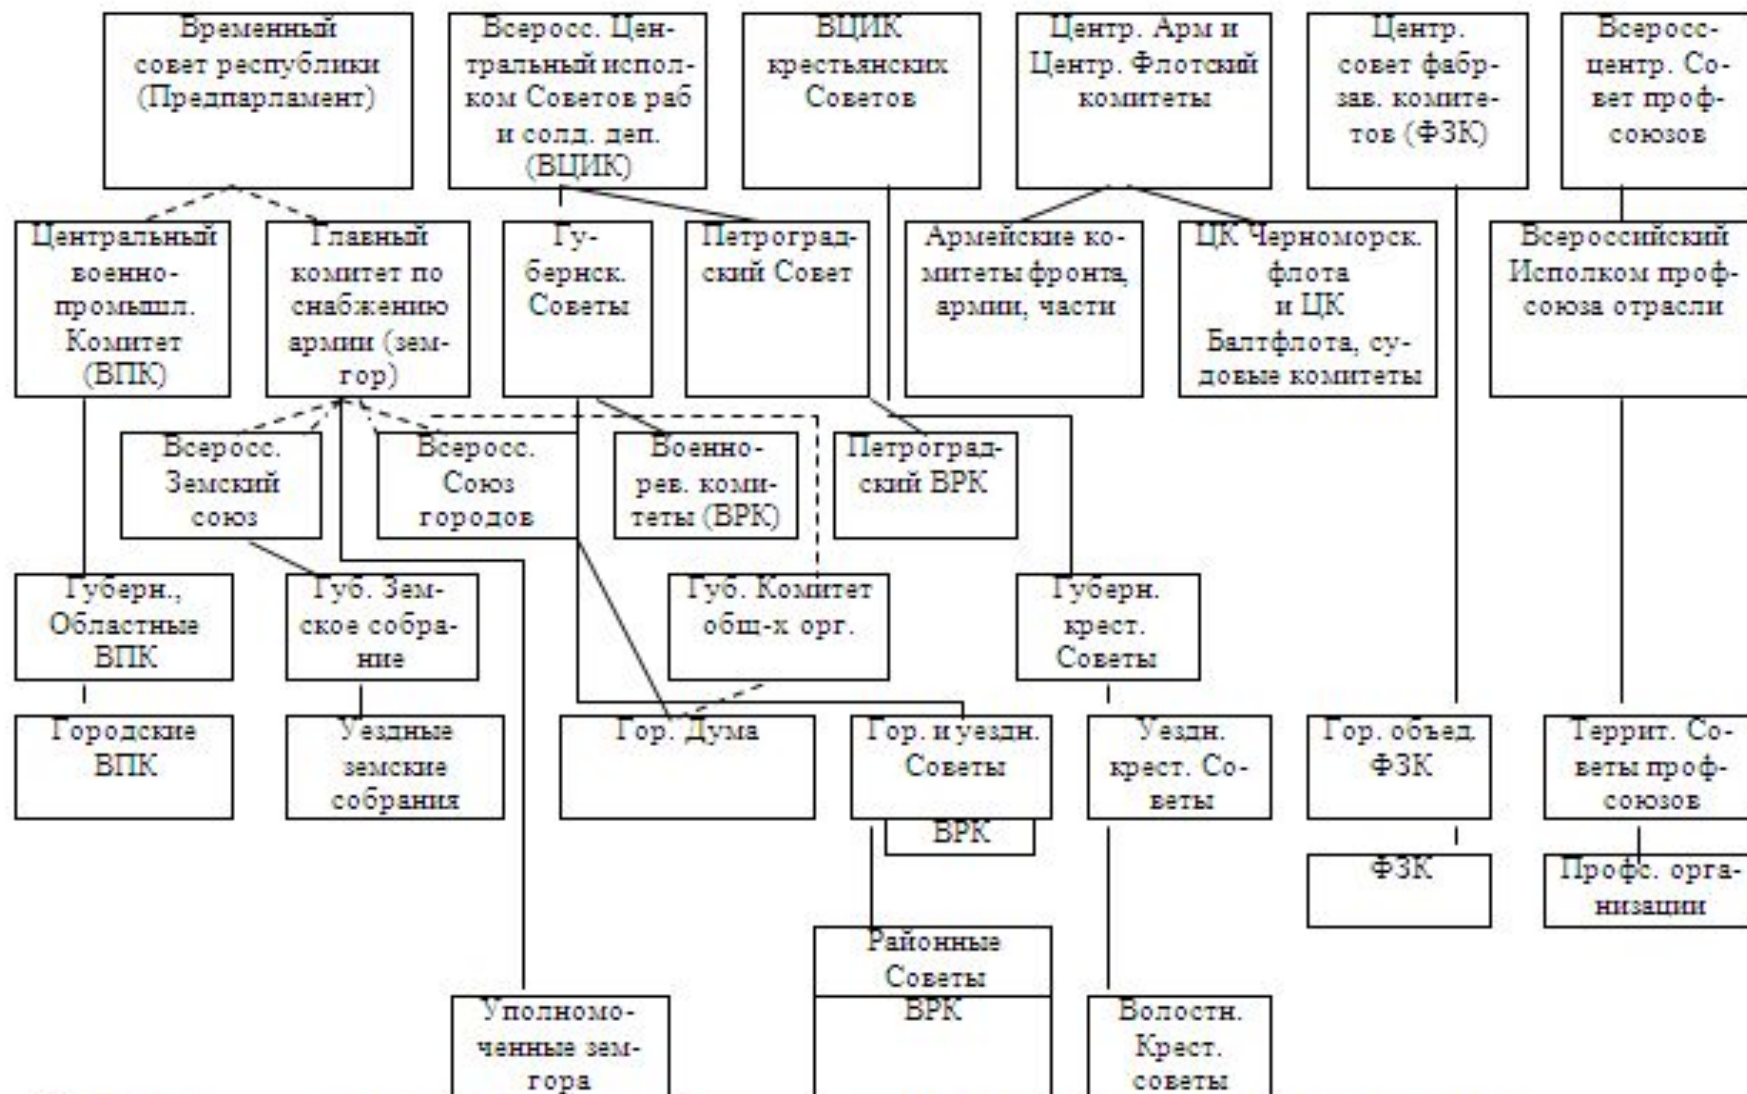 Временный
совет республики
(Предпарламент)
Всеросс. Цен-
тральный испол-
ком Советов раб
и солд. деп.
(ВЦИК)
ВЦИК
крестьянских
Советов
Центр. Арм и
Центр. Флотский
комитеты
Центр.
совет фабр-
зав. комите-
тов (ФЗК)
Всеросс-
центр. Со-
вет проф-
союзов
Центральный
военно-
промышл.
Комитет
(ВПК)
Главный
комитет по
снабжению
армии (зем-
гор)
Гу-
бернск.
Советы
Петроград-
ский Совет
Армейские ко-
митеты фронта,
армии, части
ЦК Черноморск.
флота
и ЦК
Балтфлота, су-
довые комитеты
Всероссийский
Исполком проф-
союза отрасли
Всеросс.
Земский
союз
Всеросс.
Союз
городов
Военно-
рев. коми-
теты (ВРК)
Петроград-
ский ВРК
Губерн.,
Областные
ВПК
Губ. Зем-
ское собра-
ние
Губ. Комитет
общ-х орг.
Губерн.
крест.
Советы
Городские
ВПК
Уездные
земские
собрания
Гор. Дума
Гор. и уездн.
Советы
ВРК
Уездн.
крест. Со-
веты
Гор. объед.
ФЗК
Террит. Со-
веты проф-
союзов
ФЗК
Профс. орга-
низации
Районные
Советы
ВРК
Уполномо-
ченные зем-
гора
Волостн.
Крест.
советы